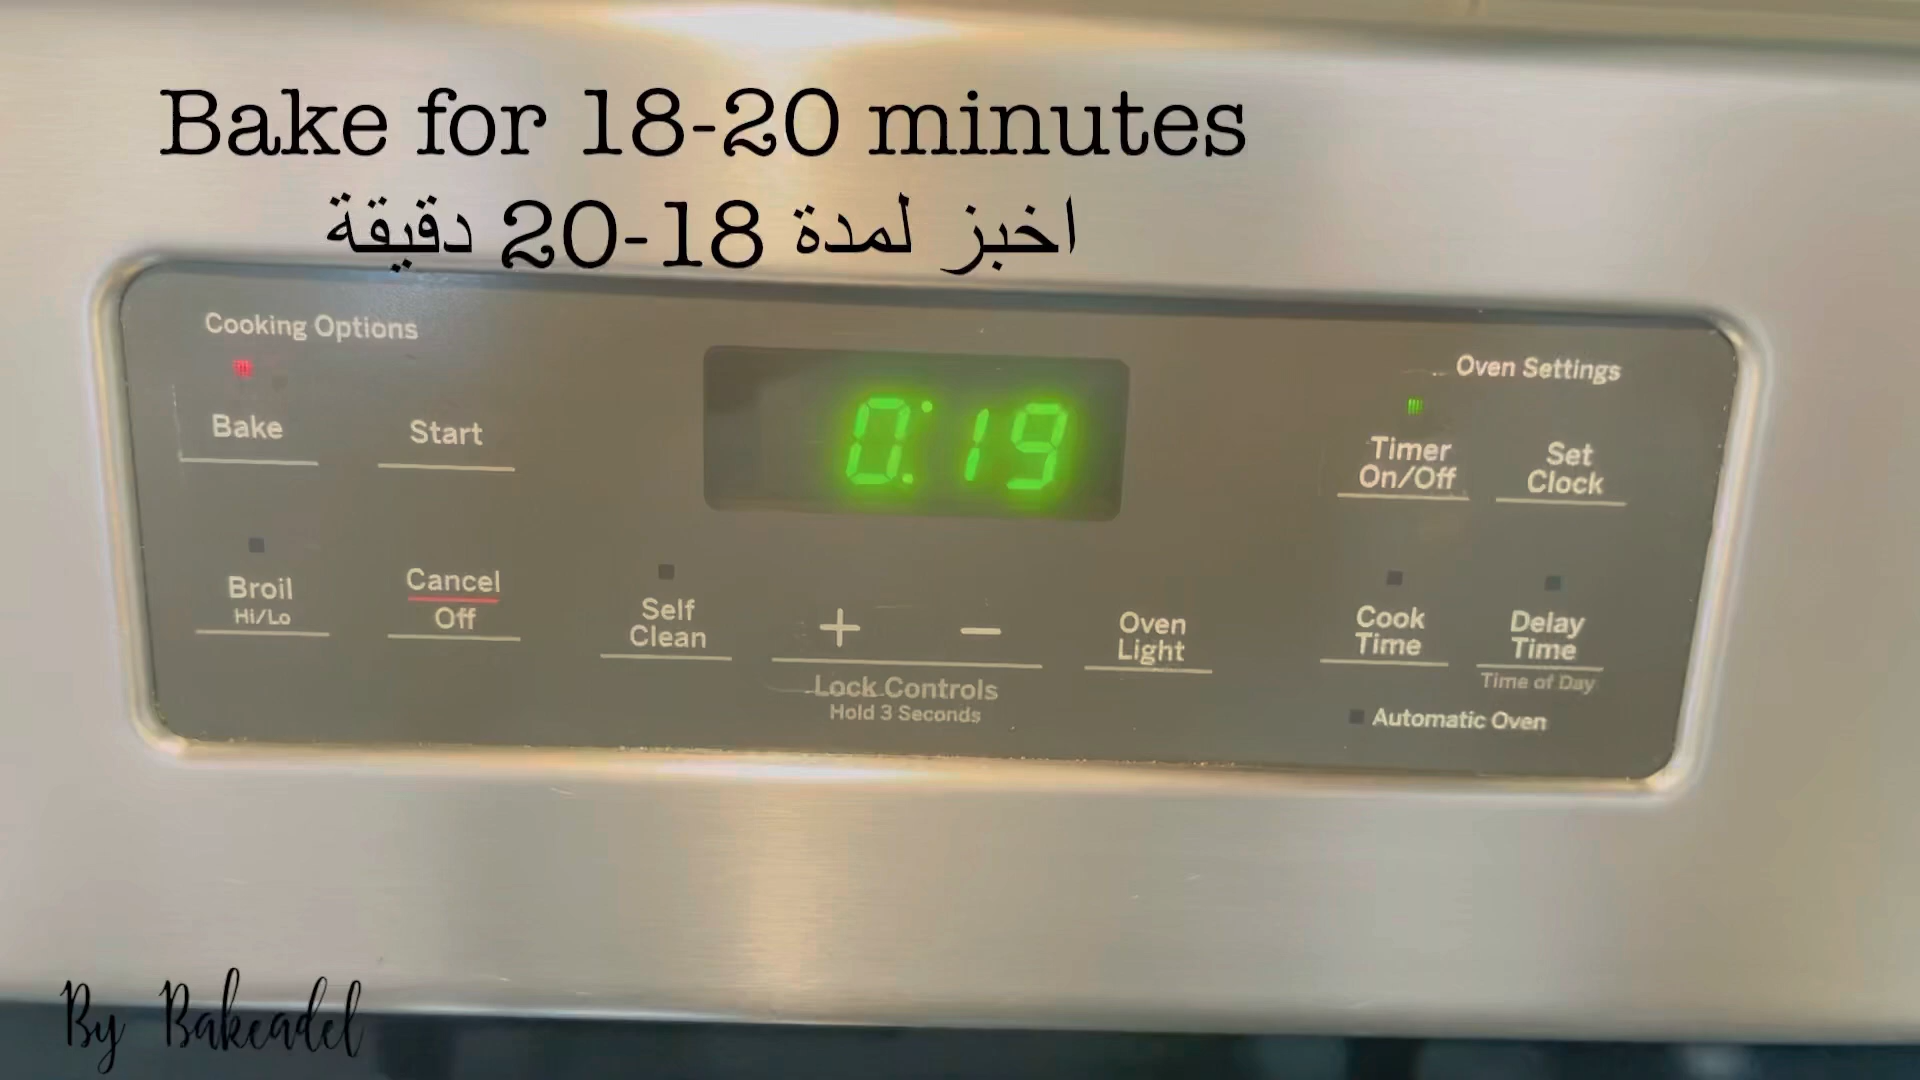 Bake for 18-20 minutes
اخبز لمدة 18-20 دقيقة
Cooking Options
Bake
Start
Broil
Hi/Lo
Cancel
Off
0:19
Self
Clean
+ −
Lock Controls
Hold 3 Seconds
Oven
Light
Oven Settings
Timer
On/Off
Set
Clock
Cook
Time
Delay
Time
Time of Day
Automatic Oven
By Bakeadel